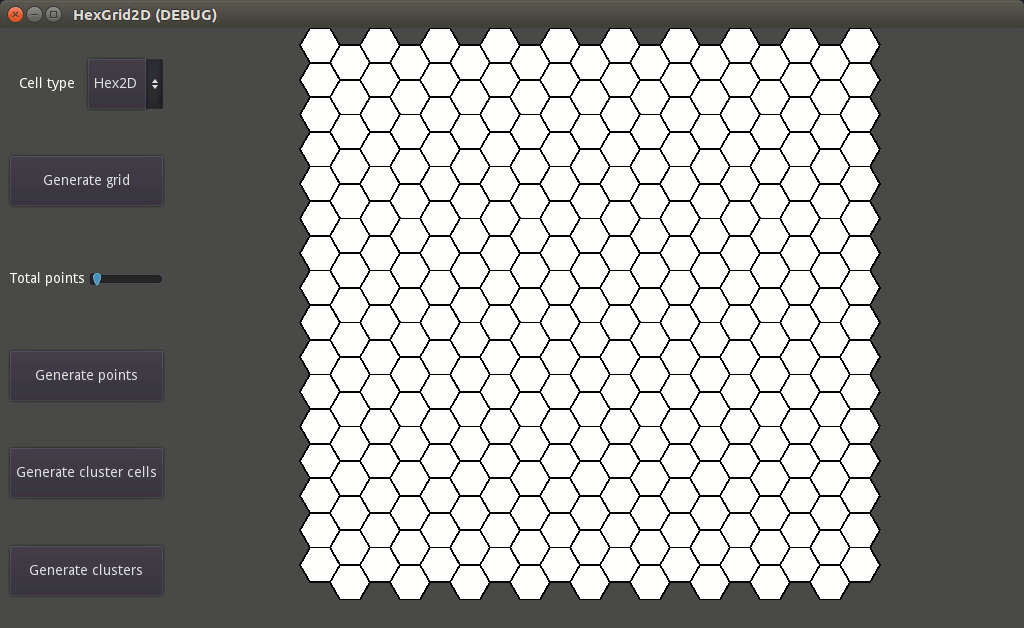 HexGrid2D (DEBUG)
Cell type
Hex2D
Generate grid
Total points
Generate points
Generate cluster cells
Generate clusters